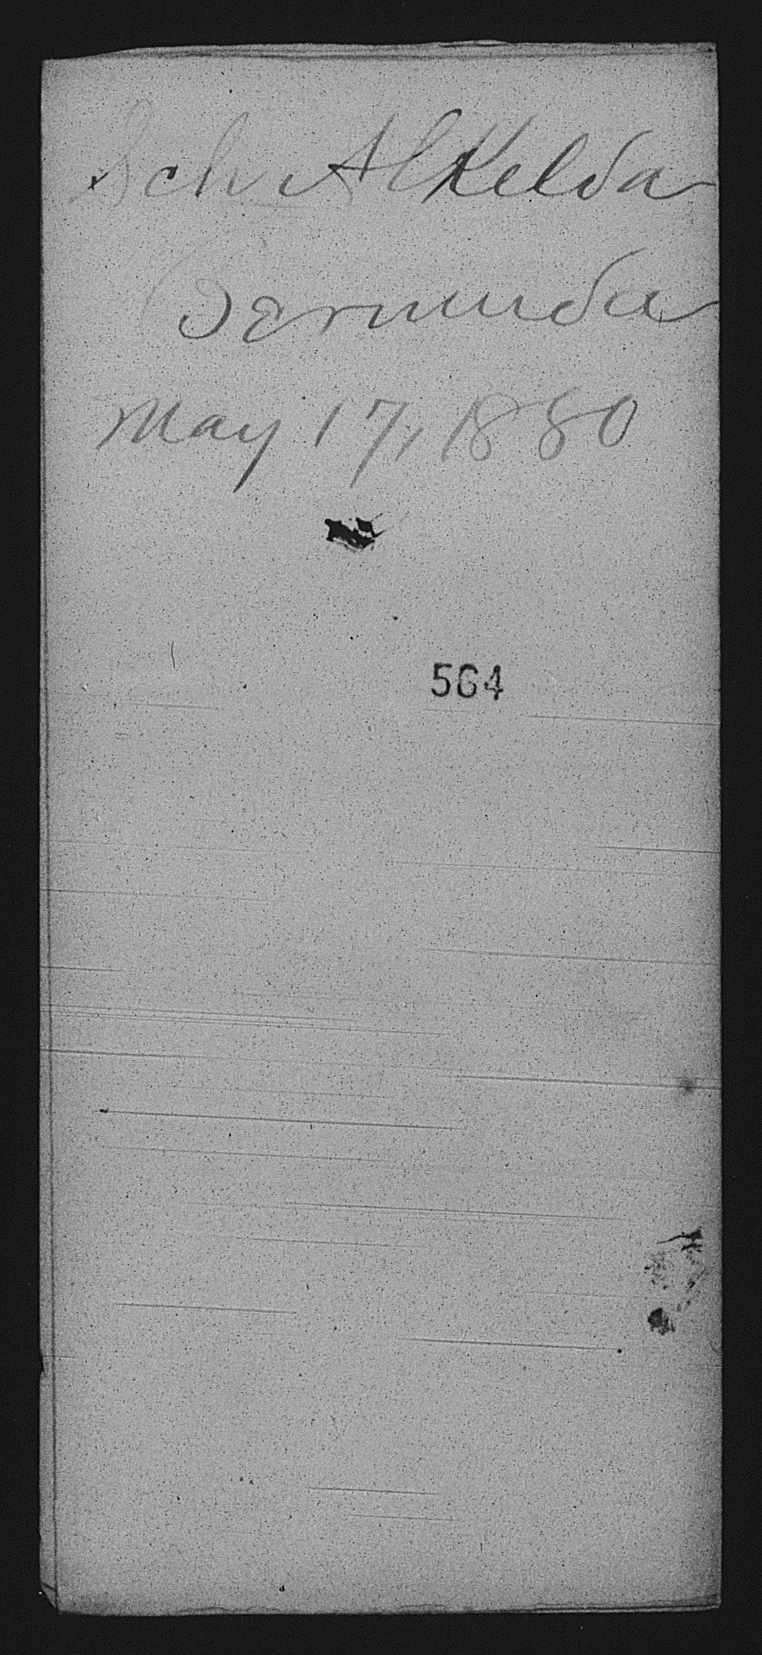 Sch Alkelda
Bermuda
May 17, 1880
564